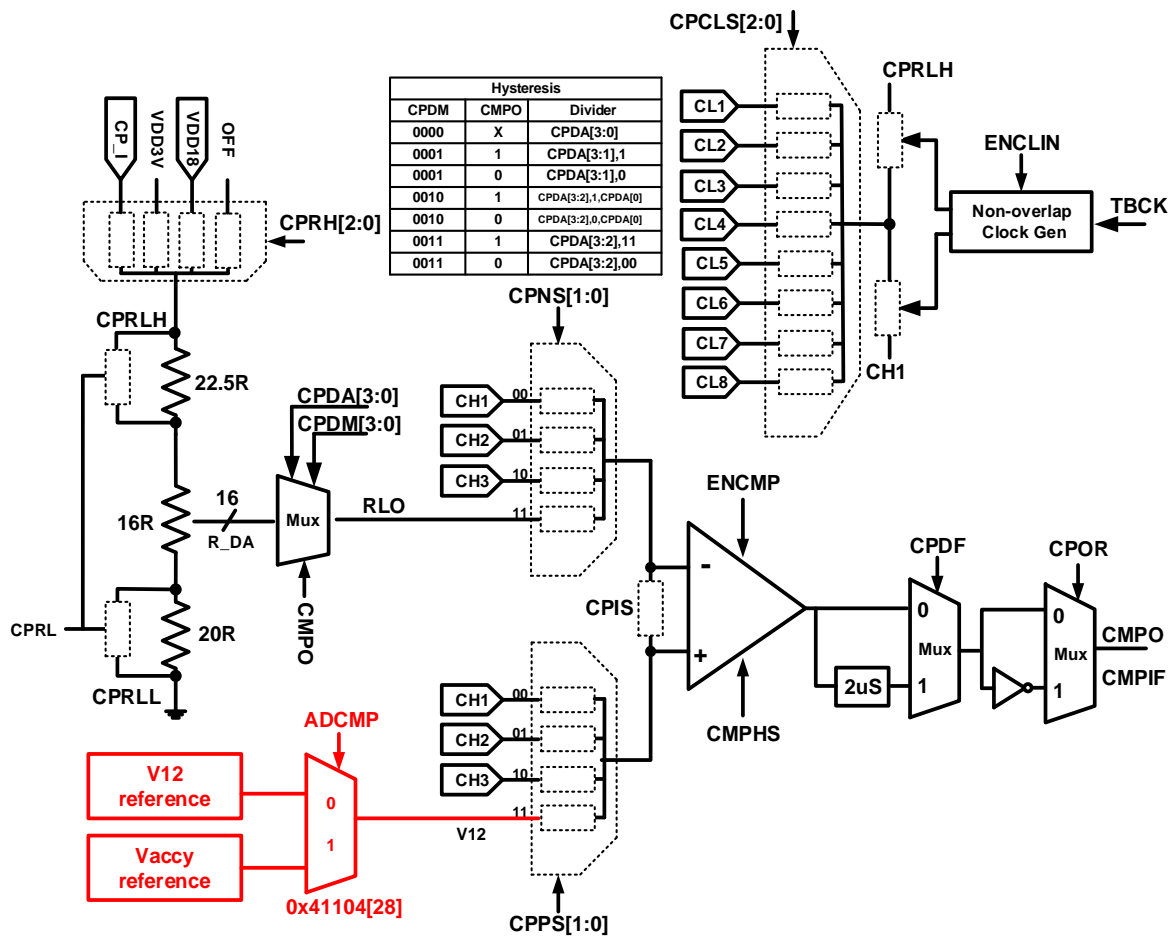 CPCLS[2:0]
CP_I
VDD3V
VDD18
OFF
CPRH[2:0]
Hysteresis
CPDM CMPO Divider
0000 X CPDA[3:0]
0001 1 CPDA[3:1],1
0001 0 CPDA[3:1],0
0010 1 CPDA[3:2],1,CPDA[0]
0010 0 CPDA[3:2],0,CPDA[0]
0011 1 CPDA[3:2],11
0011 0 CPDA[3:2],00
CL1
CL2
CL3
CL4
CL5
CL6
CL7
CL8
CPRLH
CH1
ENCLIN
Non-overlap
Clock Gen
TBCK
CPRLH
22.5R
16R
20R
CPRL
CPRLL
16
R_DA
CPDA[3:0]
CPDM[3:0]
Mux
CMPO
RLO
CPNS[1:0]
CH1 00
CH2 01
CH3 10
11
CPIS
ENCMP
-
+
CMPHS
CPDF
0
Mux
1
2uS
CPOR
0
Mux
1
CMPO
CMPIF
CH1 00
CH2 01
CH3 10
11
V12
CPPS[1:0]
ADCMP
V12
reference
0
1
Vaccy
reference
0x41104[28]